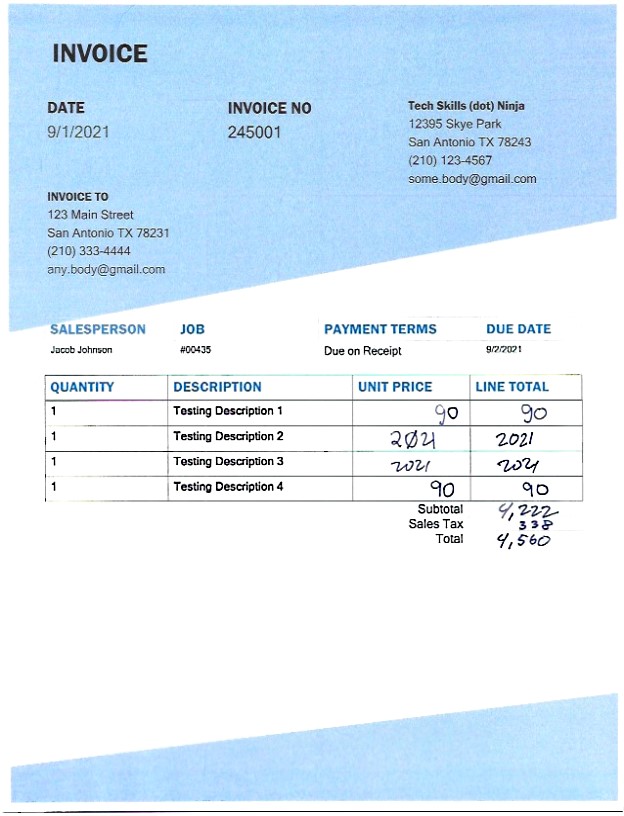 INVOICE
DATE
9/1/2021
INVOICE NO
245001
Tech Skills (dot) Ninja
12395 Skye Park
San Antonio TX 78243
(210) 123-4567
some.body@gmail.com
INVOICE TO
123 Main Street
San Antonio TX 78231
(210) 333-4444
any.body@gmail.com
SALESPERSON JOB PAYMENT TERMS DUE DATE
Jacob Johnson #00435 Due on Receipt 9/2/2021
QUANTITY DESCRIPTION UNIT PRICE LINE TOTAL
1 Testing Description 1 90 90
1 Testing Description 2 2021 2021
1 Testing Description 3 2021 2021
1 Testing Description 4 90 90
Subtotal 4,222
Sales Tax 338
Total 4,560